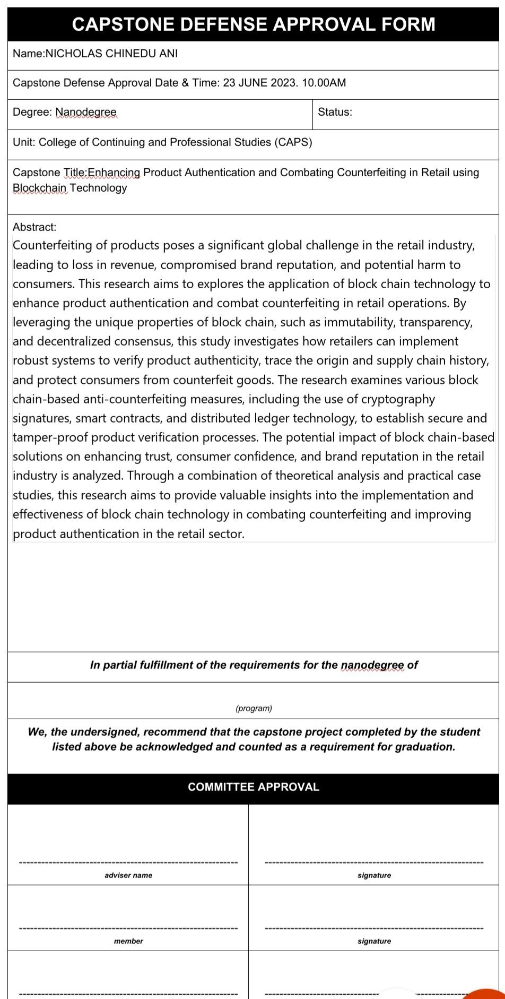 CAPSTONE DEFENSE APPROVAL FORM
Name:NICHOLAS CHINEDU ANI
Capstone Defense Approval Date & Time: 23 JUNE 2023. 10.00AM
Degree: Nanodegree
Status:
Unit: College of Continuing and Professional Studies (CAPS)
Capstone Title:Enhancing Product Authentication and Combating Counterfeiting in Retail using
Blockchain Technology
Abstract:
Counterfeiting of products poses a significant global challenge in the retail industry,
leading to loss in revenue, compromised brand reputation, and potential harm to
consumers. This research aims to explores the application of block chain technology to
enhance product authentication and combat counterfeiting in retail operations. By
leveraging the unique properties of block chain, such as immutability, transparency,
and decentralized consensus, this study investigates how retailers can implement
robust systems to verify product authenticity, trace the origin and supply chain history,
and protect consumers from counterfeit goods. The research examines various block
chain-based anti-counterfeiting measures, including the use of cryptography
signatures, smart contracts, and distributed ledger technology, to establish secure and
tamper-proof product verification processes. The potential impact of block chain-based
solutions on enhancing trust, consumer confidence, and brand reputation in the retail
industry is analyzed. Through a combination of theoretical analysis and practical case
studies, this research aims to provide valuable insights into the implementation and
effectiveness of block chain technology in combating counterfeiting and improving
product authentication in the retail sector.
In partial fulfillment of the requirements for the nanodegree of
(program)
We, the undersigned, recommend that the capstone project completed by the student
listed above be acknowledged and counted as a requirement for graduation.
COMMITTEE APPROVAL
adviser name
signature
member
signature